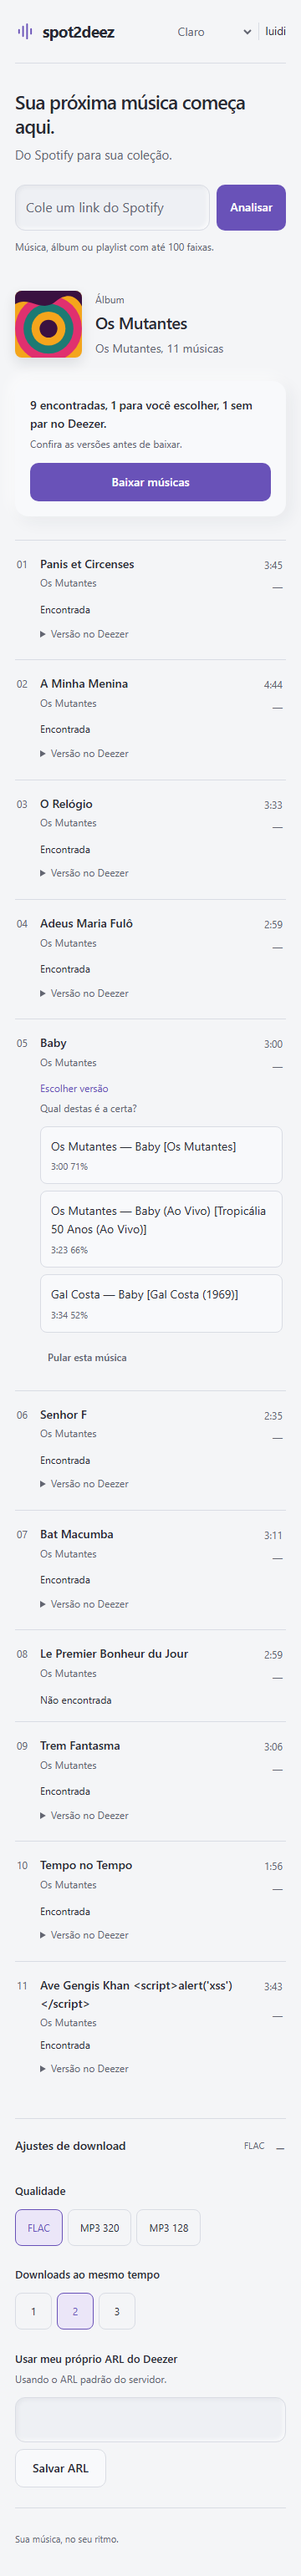 spot2deez
Claro
luidi
Sua próxima música começa
aqui.
Do Spotify para sua coleção.
Cole um link do Spotify
Analisar
Música, álbum ou playlist com até 100 faixas.
Álbum
Os Mutantes
Os Mutantes, 11 músicas
9 encontradas, 1 para você escolher, 1 sem
par no Deezer.
Confira as versões antes de baixar.
Baixar músicas
01 Panis et Circenses 3:45
Os Mutantes —
Encontrada
▶ Versão no Deezer
02 A Minha Menina 4:44
Os Mutantes —
Encontrada
▶ Versão no Deezer
03 O Relógio 3:33
Os Mutantes —
Encontrada
▶ Versão no Deezer
04 Adeus Maria Fulô 2:59
Os Mutantes —
Encontrada
▶ Versão no Deezer
05 Baby 3:00
Os Mutantes —
Escolher versão
Qual destas é a certa?
Os Mutantes — Baby [Os Mutantes]
3:00 71%
Os Mutantes — Baby (Ao Vivo) [Tropicália
50 Anos (Ao Vivo)]
3:23 66%
Gal Costa — Baby [Gal Costa (1969)]
3:34 52%
Pular esta música
06 Senhor F 2:35
Os Mutantes —
Encontrada
▶ Versão no Deezer
07 Bat Macumba 3:11
Os Mutantes —
Encontrada
▶ Versão no Deezer
08 Le Premier Bonheur du Jour 2:59
Os Mutantes —
Não encontrada
09 Trem Fantasma 3:06
Os Mutantes —
Encontrada
▶ Versão no Deezer
10 Tempo no Tempo 1:56
Os Mutantes —
Encontrada
▶ Versão no Deezer
11 Ave Gengis Khan <script>alert('xss') 3:43
</script>
Os Mutantes —
Encontrada
▶ Versão no Deezer
Ajustes de download FLAC —
Qualidade
FLAC MP3 320 MP3 128
Downloads ao mesmo tempo
1 2 3
Usar meu próprio ARL do Deezer
Usando o ARL padrão do servidor.
Salvar ARL
Sua música, no seu ritmo.